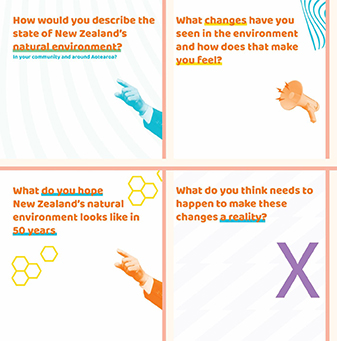 How would you describe the
state of New Zealand's
natural environment?
In your community and around Aotearoa?
What changes have you
seen in the environment
and how does that make
you feel?
What do you hope
New Zealand's natural
environment looks like in
50 years
What do you think needs to
happen to make these
changes a reality?
X